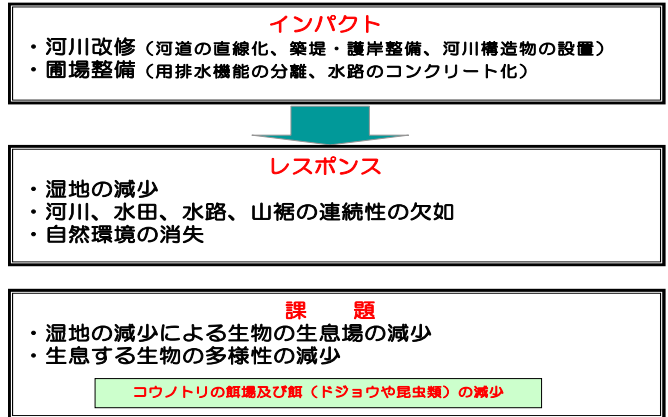 インパクト
・河川改修（河道の直線化、築堤・護岸整備、河川構造物の設置）
・圃場整備（用排水機能の分離、水路のコンクリート化）
レスポンス
・湿地の減少
・河川、水田、水路、山裾の連続性の欠如
・自然環境の消失
課　題
・湿地の減少による生物の生息場の減少
・生息する生物の多様性の減少
コウノトリの餌場及び餌（ドジョウや昆虫類）の減少